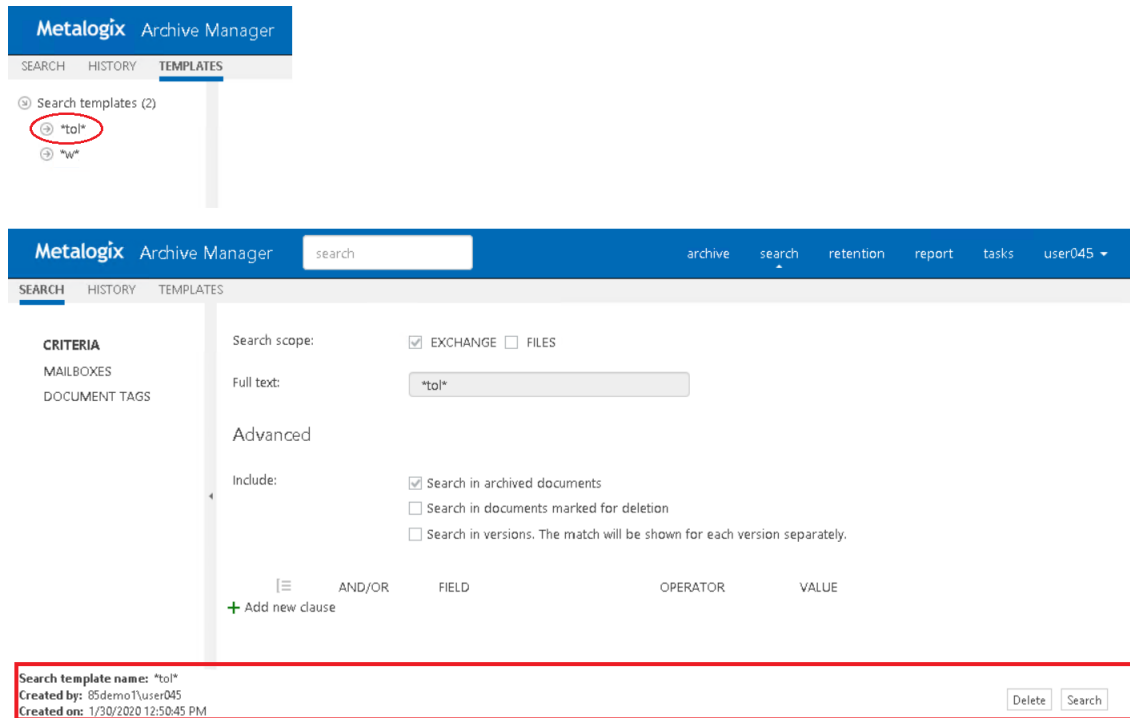 Metalogix Archive Manager
SEARCH HISTORY TEMPLATES
Search templates (2)
*tol*
*w*
Metalogix Archive Manager search archive search retention report tasks user045
SEARCH HISTORY TEMPLATES
CRITERIA
MAILBOXES
DOCUMENT TAGS
Search scope: EXCHANGE FILES
Full text: *tol*
Advanced
Include: Search in archived documents
Search in documents marked for deletion
Search in versions. The match will be shown for each version separately.
AND/OR FIELD OPERATOR VALUE
+ Add new clause
Search template name: *tol*
Created by: 85demo1\user045
Created on: 1/30/2020 12:50:45 PM
Delete Search